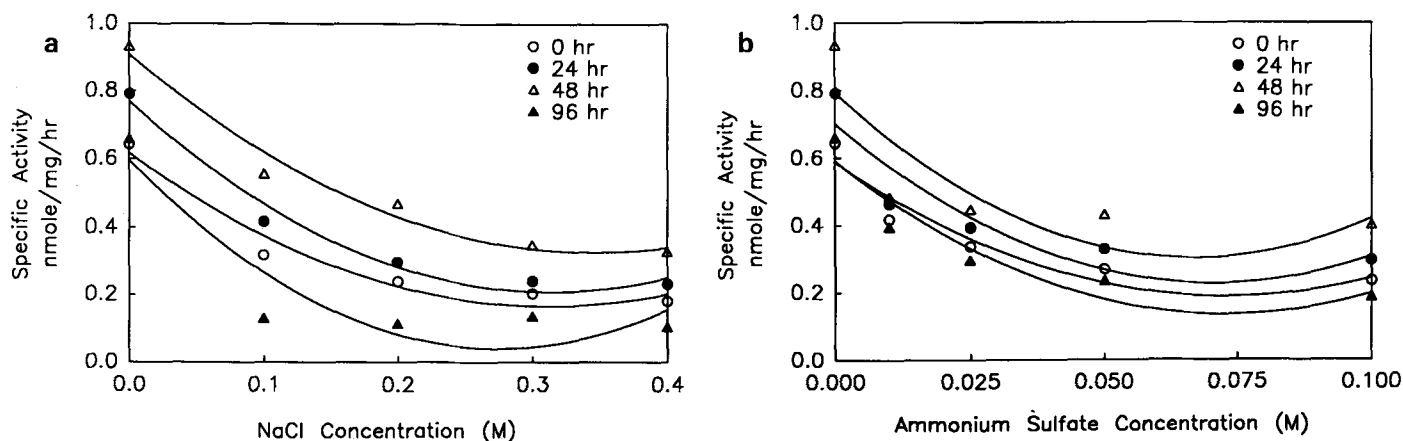 a
Specific Activity
nmole/mg/hr
1.0
0.8
0.6
0.4
0.2
0.0
0 hr
24 hr
48 hr
96 hr
0.0 0.1 0.2 0.3 0.4
NaCl Concentration (M)
b
Specific Activity
nmole/mg/hr
1.0
0.8
0.6
0.4
0.2
0.0
0 hr
24 hr
48 hr
96 hr
0.000 0.025 0.050 0.075 0.100
Ammonium Sulfate Concentration (M)